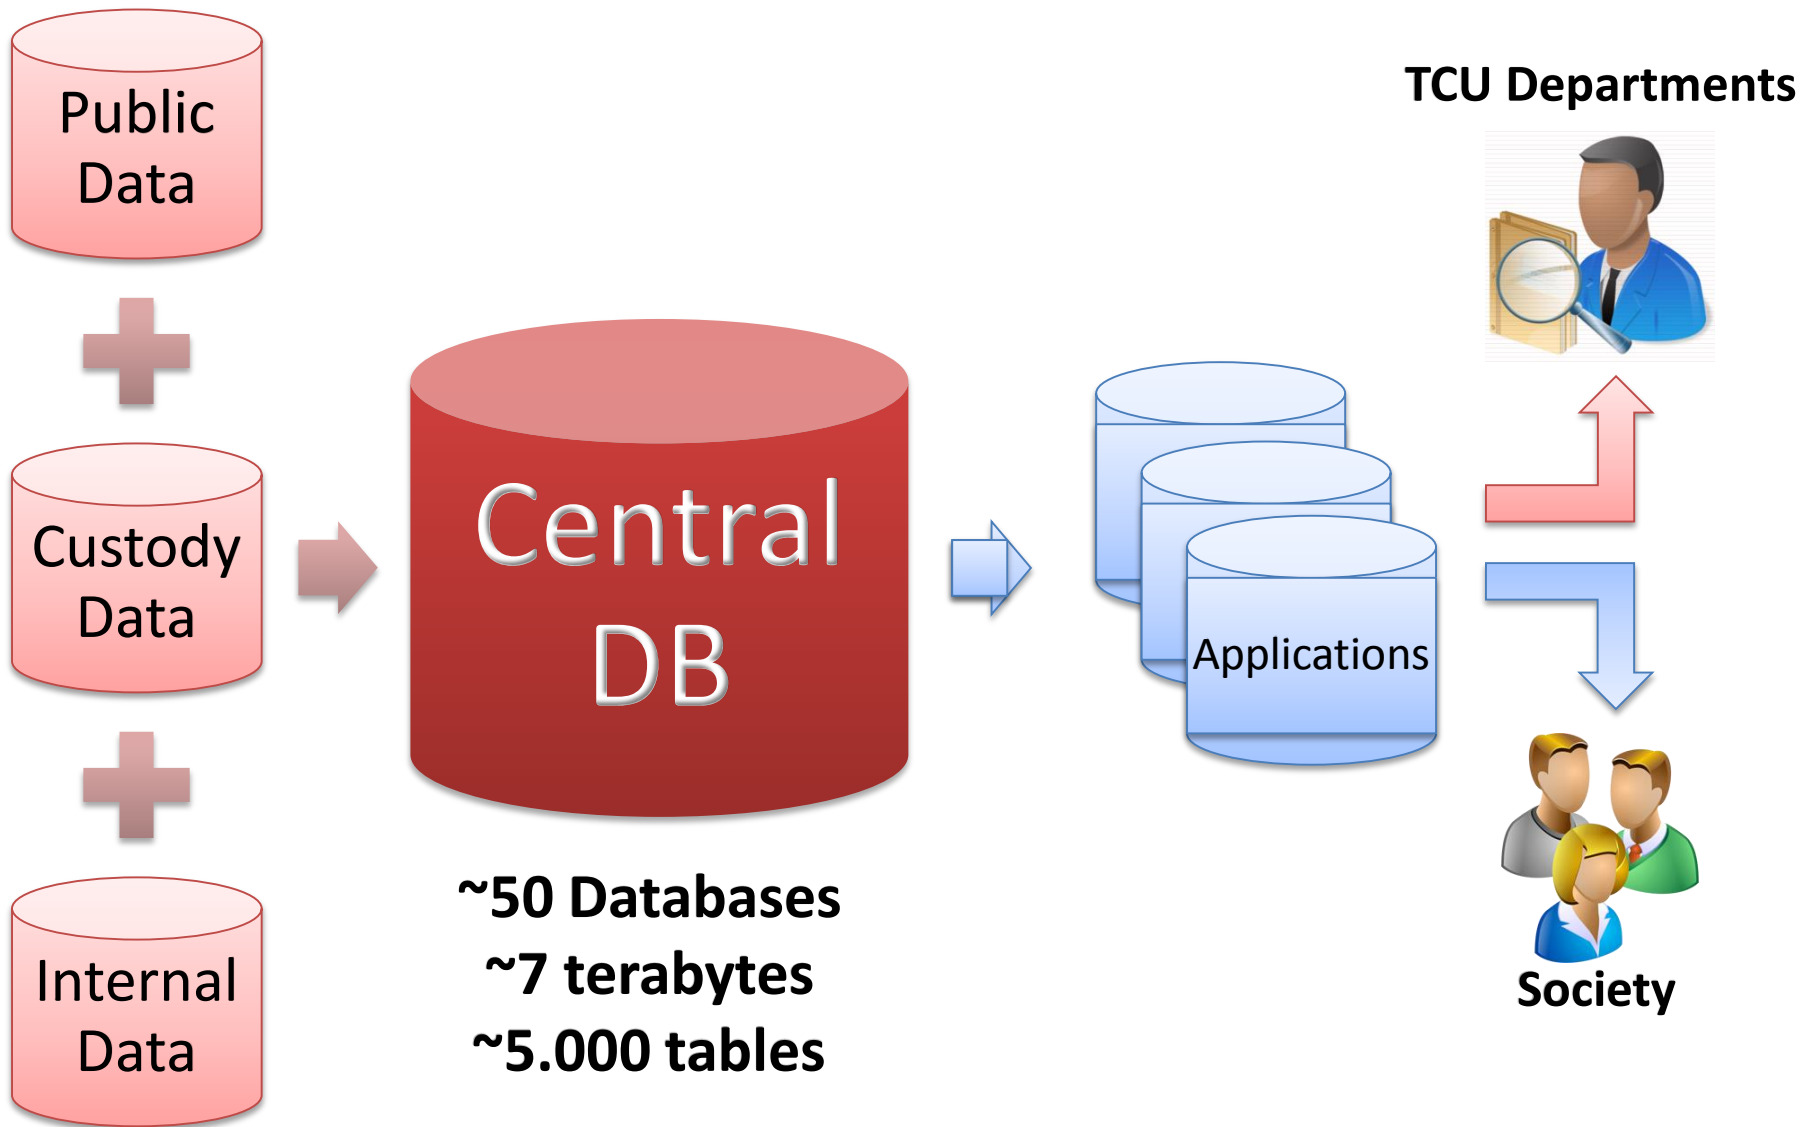 Public
Data
Custody
Data
Internal
Data
Central
DB
~50 Databases
~7 terabytes
~5.000 tables
Applications
TCU Departments
Society